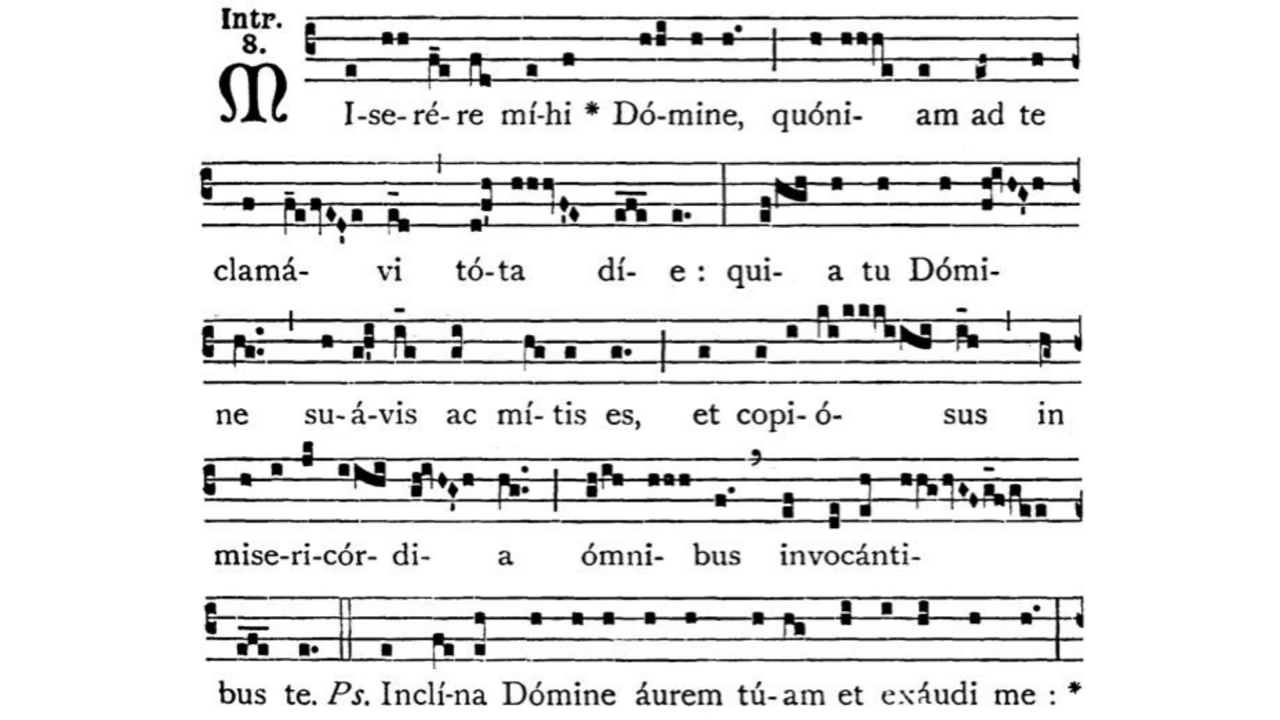 Intr.
8.
MI-se-ré-re mí-hi * Dó-mine, quóni- am ad te
clamá- vi tó-ta dí- e : qui- a tu Dómi-
ne su-á-vis ac mí-tis es, et copi-ó- sus in
mise-ri-cór-di- a ómni- bus invocánti-
bus te. Ps. Inclí-na Dómine áurem tú-am et exáudi me : *